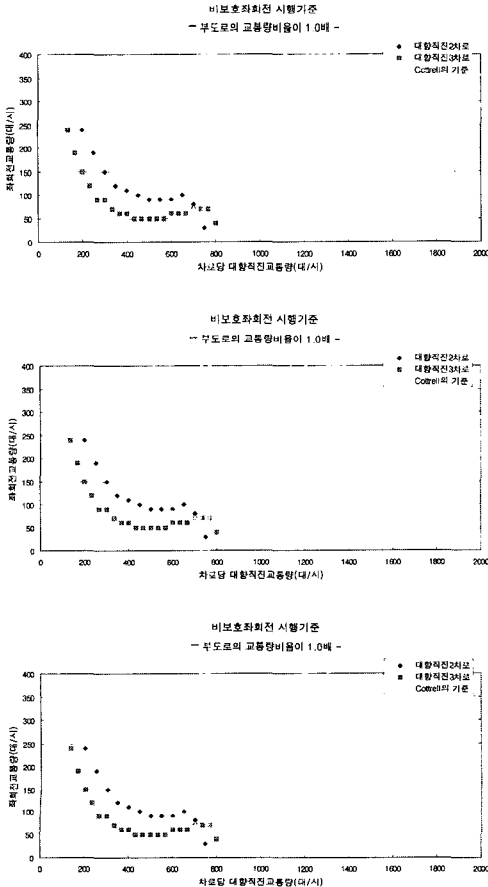 비보호좌회전 시행기준
- 부도로의 교통량비율이 1.0배 -
대향직진2차로
대향직진3차로
Cottrell의 기준
좌회전교통량(대/시)
400
350
300
250
200
150
100
50
0
0 200 400 600 800 1000 1200 1400 1600 1800 2000
차로당 대향직진교통량(대/시)
비보호좌회전 시행기준
- 부도로의 교통량비율이 1.0배 -
대향직진2차로
대향직진3차로
Cottrell의 기준
좌회전교통량(대/시)
400
350
300
250
200
150
100
50
0
0 200 400 600 800 1000 1200 1400 1600 1800 2000
차로당 대향직진교통량(대/시)
비보호좌회전 시행기준
- 부도로의 교통량비율이 1.0배 -
대향직진2차로
대향직진3차로
Cottrell의 기준
좌회전교통량(대/시)
400
350
300
250
200
150
100
50
0
0 200 400 600 800 1000 1200 1400 1600 1800 2000
차로당 대향직진교통량(대/시)